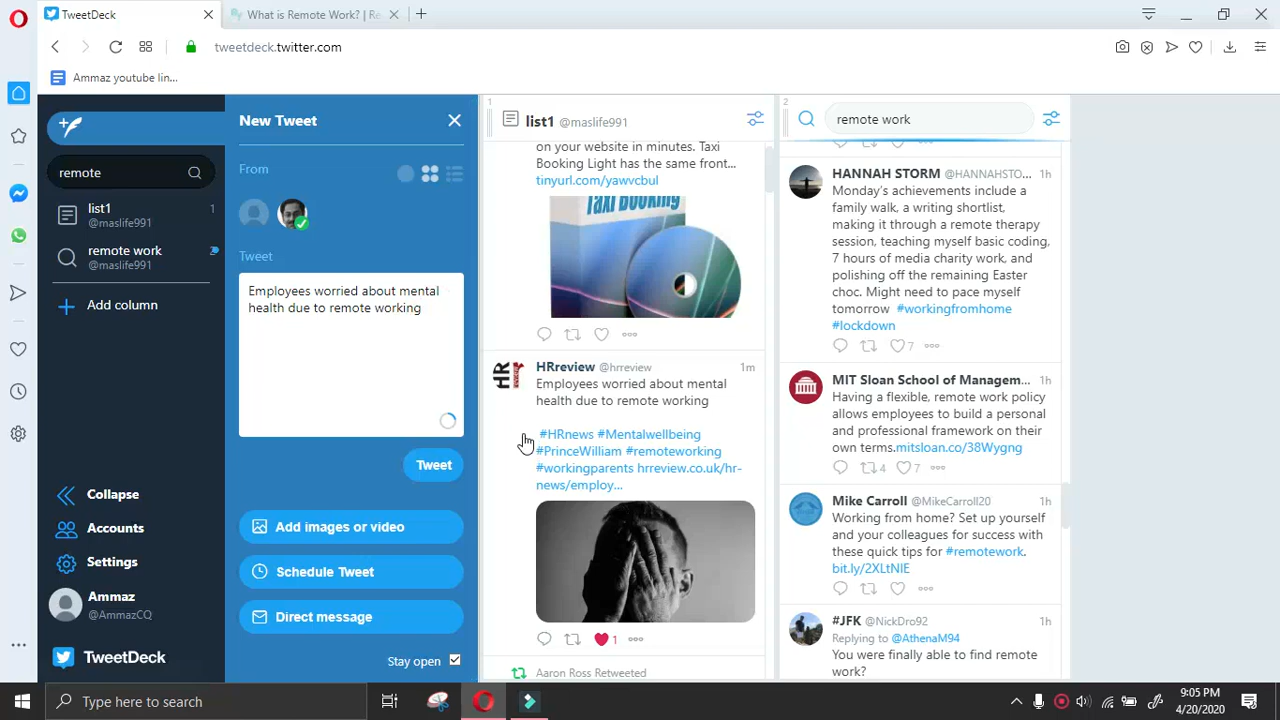 TweetDeck
What is Remote Work? | Re
tweetdeck.twitter.com
Ammaz youtube lin...
remote
list1
@maslife991
1
remote work
@maslife991
Add column
Collapse
Accounts
Settings
Ammaz
@AmmazCQ
TweetDeck
New Tweet
From
Tweet
Employees worried about mental
health due to remote working
Tweet
Add images or video
Schedule Tweet
Direct message
Stay open
1
list1 @maslife991
on your website in minutes. Taxi
Booking Light has the same front...
tinyurl.com/yawvcbul
Taxi Booking
HRreview @hrreview 1m
HR
Employees worried about mental
health due to remote working
#HRnews #Mentalwellbeing
#PrinceWilliam #remoteworking
#workingparents hrreview.co.uk/hr-
news/employ...
1
Aaron Ross Retweeted
2
remote work
HANNAH STORM @HANNAHSTO... 1h
Monday's achievements include a
family walk, a writing shortlist,
making it through a remote therapy
session, teaching myself basic coding,
7 hours of media charity work, and
polishing off the remaining Easter
choc. Might need to pace myself
tomorrow #workingfromhome
#lockdown
7
MIT Sloan School of Managem... 1h
Having a flexible, remote work policy
allows employees to build a personal
and professional framework on their
own terms.mitsloan.co/38Wygng
4 7
Mike Carroll @MikeCarroll20 1h
Working from home? Set up yourself
and your colleagues for success with
these quick tips for #remotework.
bit.ly/2XLtNIE
#JFK @NickDro92 1h
Replying to @AthenaM94
You were finally able to find remote
work?
Type here to search
9:05 PM
4/20/2020